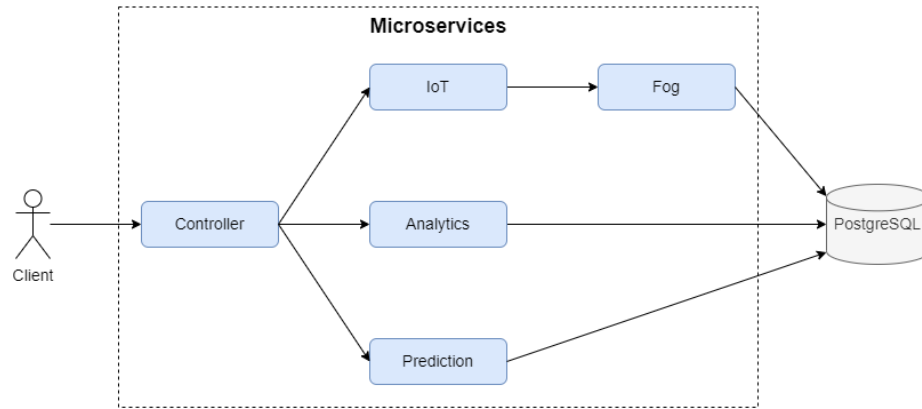 Microservices
IoT
Fog
Controller
Analytics
PostgreSQL
Client
Prediction